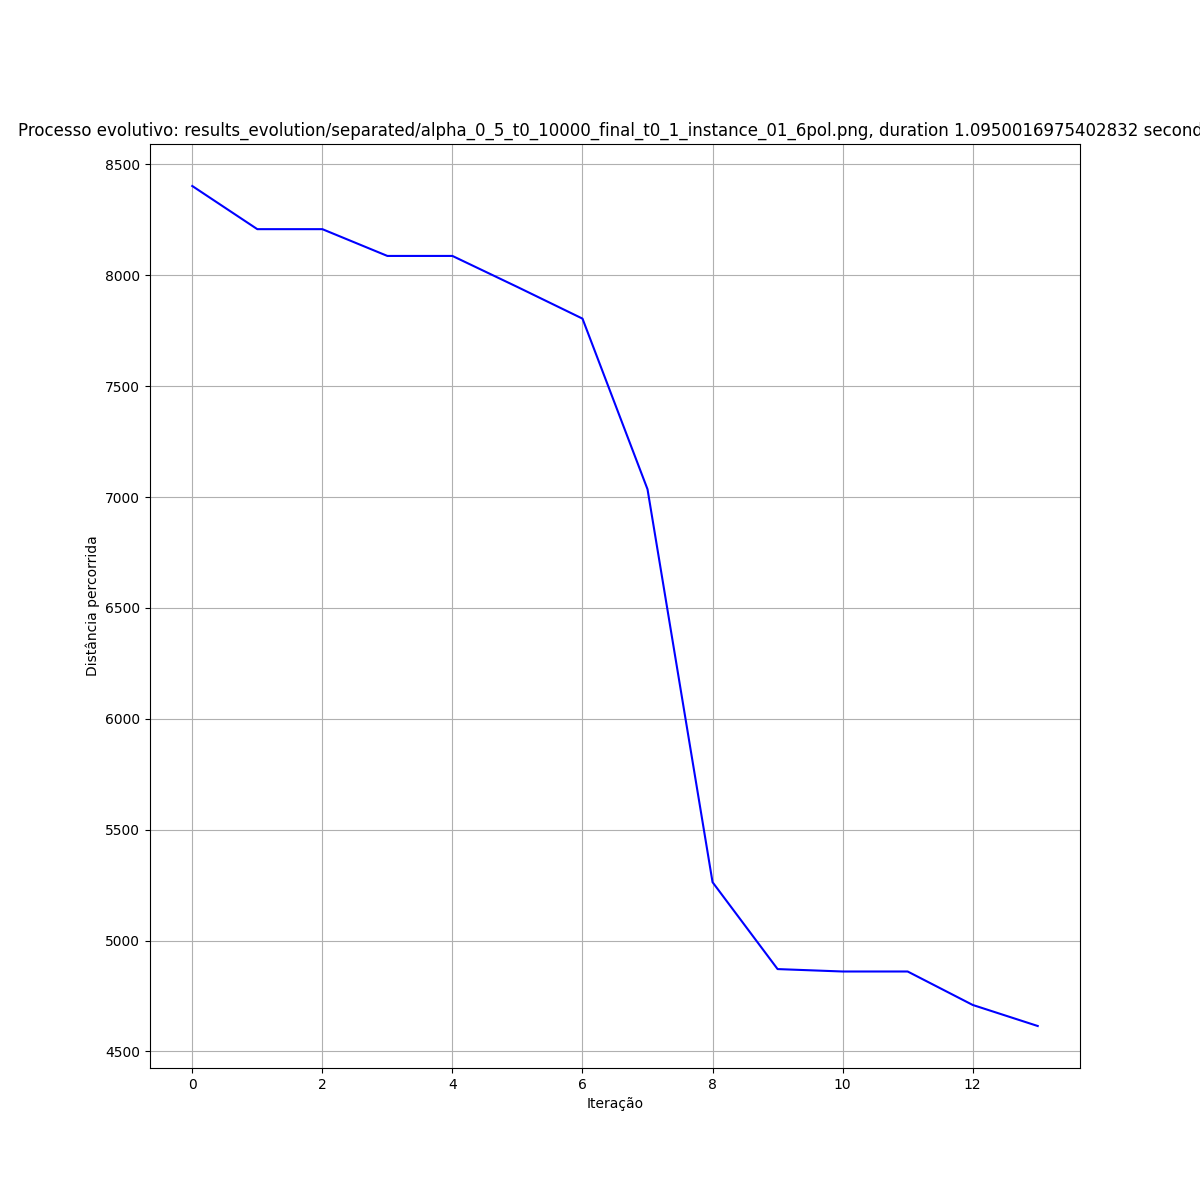 Processo evolutivo: results_evolution/separated/alpha_0_5_t0_10000_final_t0_1_instance_01_6pol.png, duration 1.0950016975402832 second
8500
8000
7500
7000
6500
6000
5500
5000
4500
Distância percorrida
0 2 4 6 8 10 12
Iteração